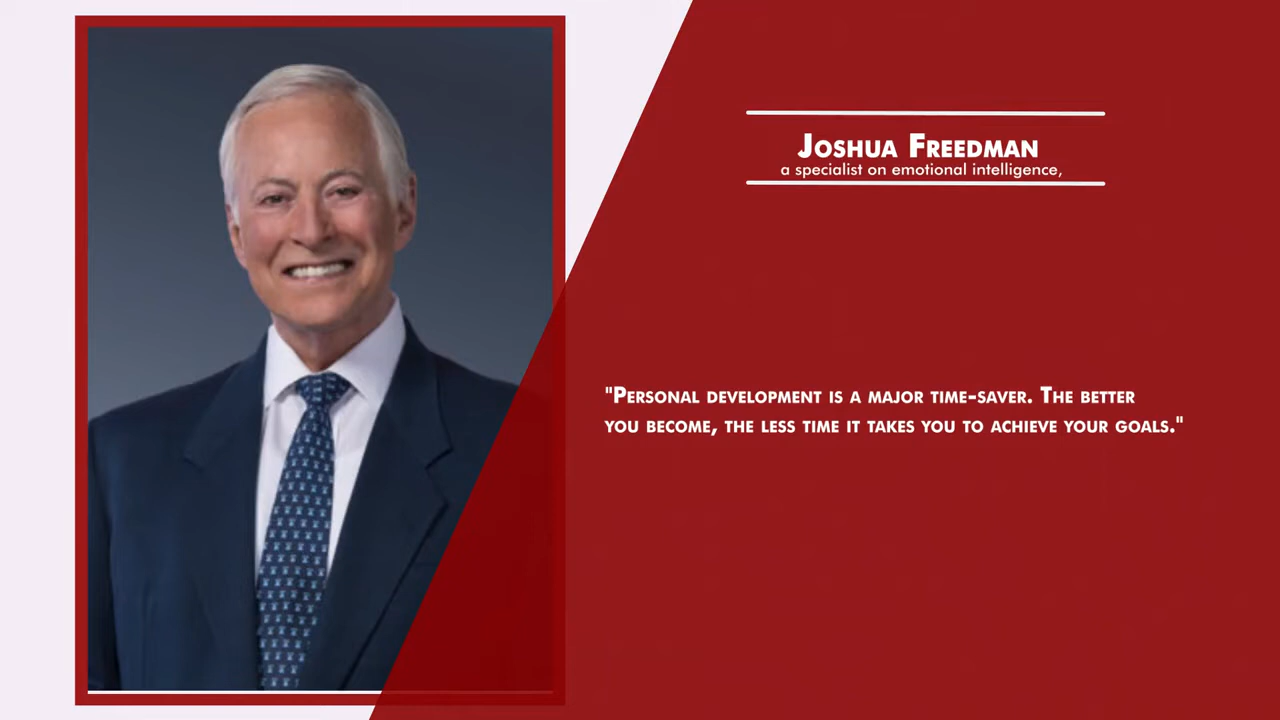 Joshua Freedman
a specialist on emotional intelligence,
"Personal development is a major time-saver. The better
you become, the less time it takes you to achieve your goals."